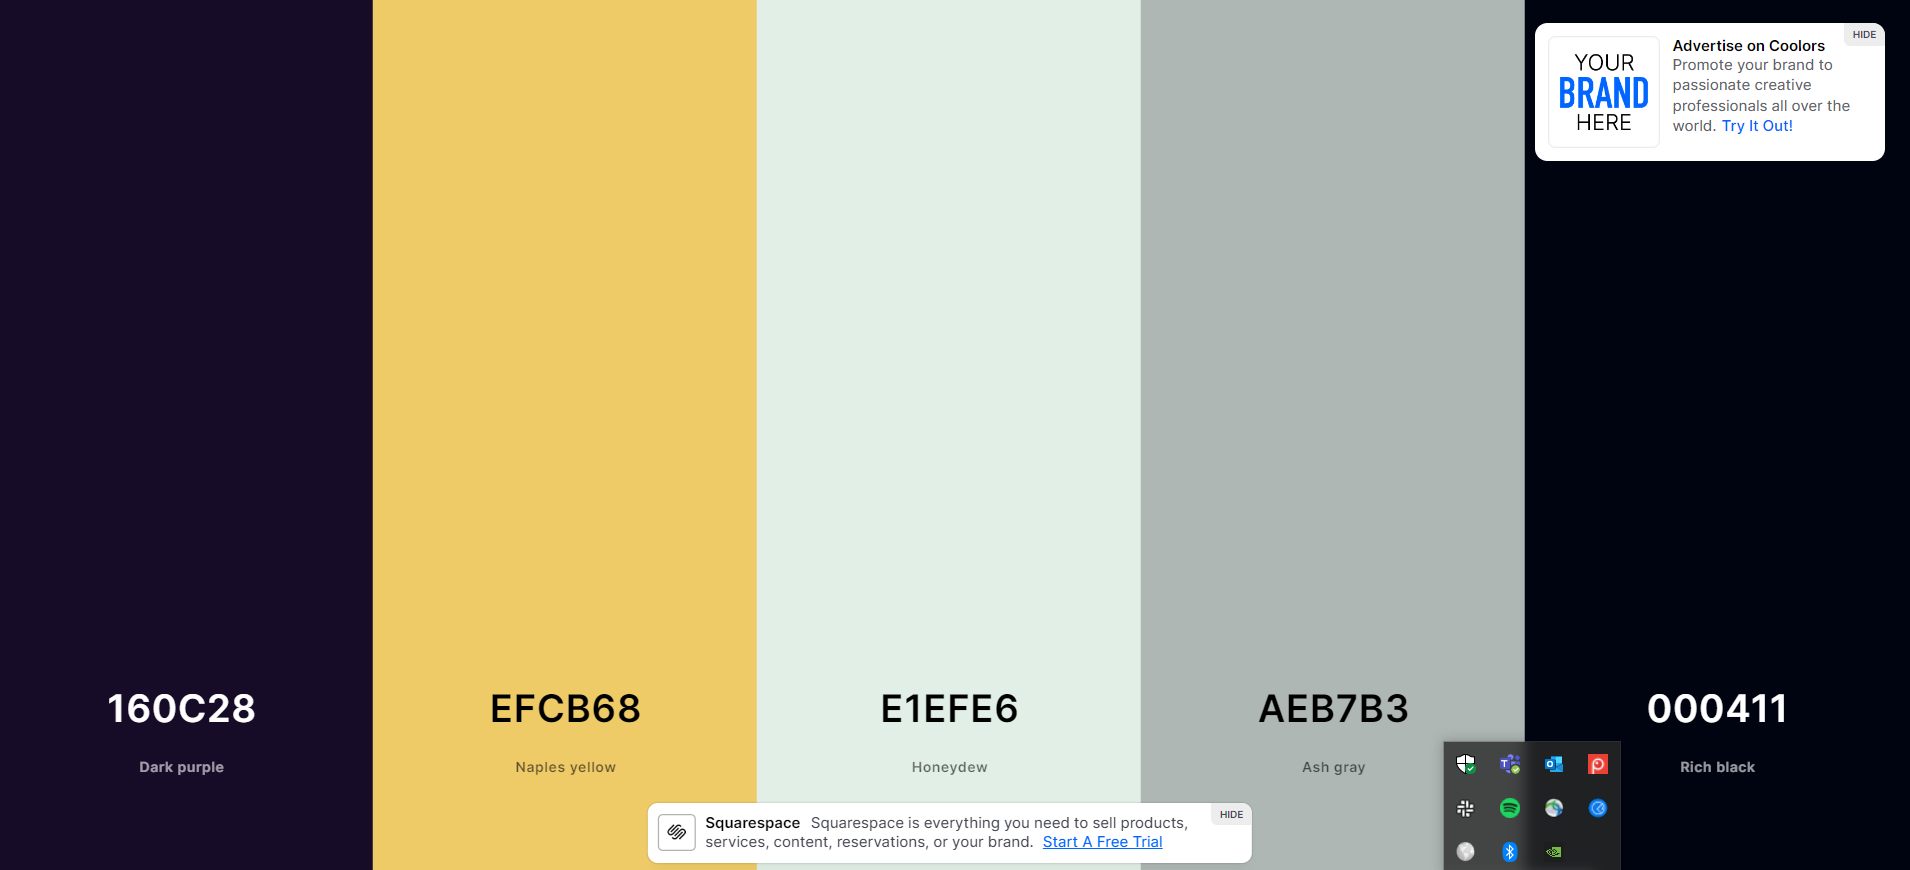 HIDE
YOUR
BRAND
HERE
Advertise on Coolors
Promote your brand to
passionate creative
professionals all over the
world. Try It Out!
160C28
EFCB68
E1EFE6
AEB7B3
000411
Dark purple
Naples yellow
Honeydew
Ash gray
Rich black
HIDE
Squarespace Squarespace is everything you need to sell products,
services, content, reservations, or your brand. Start A Free Trial